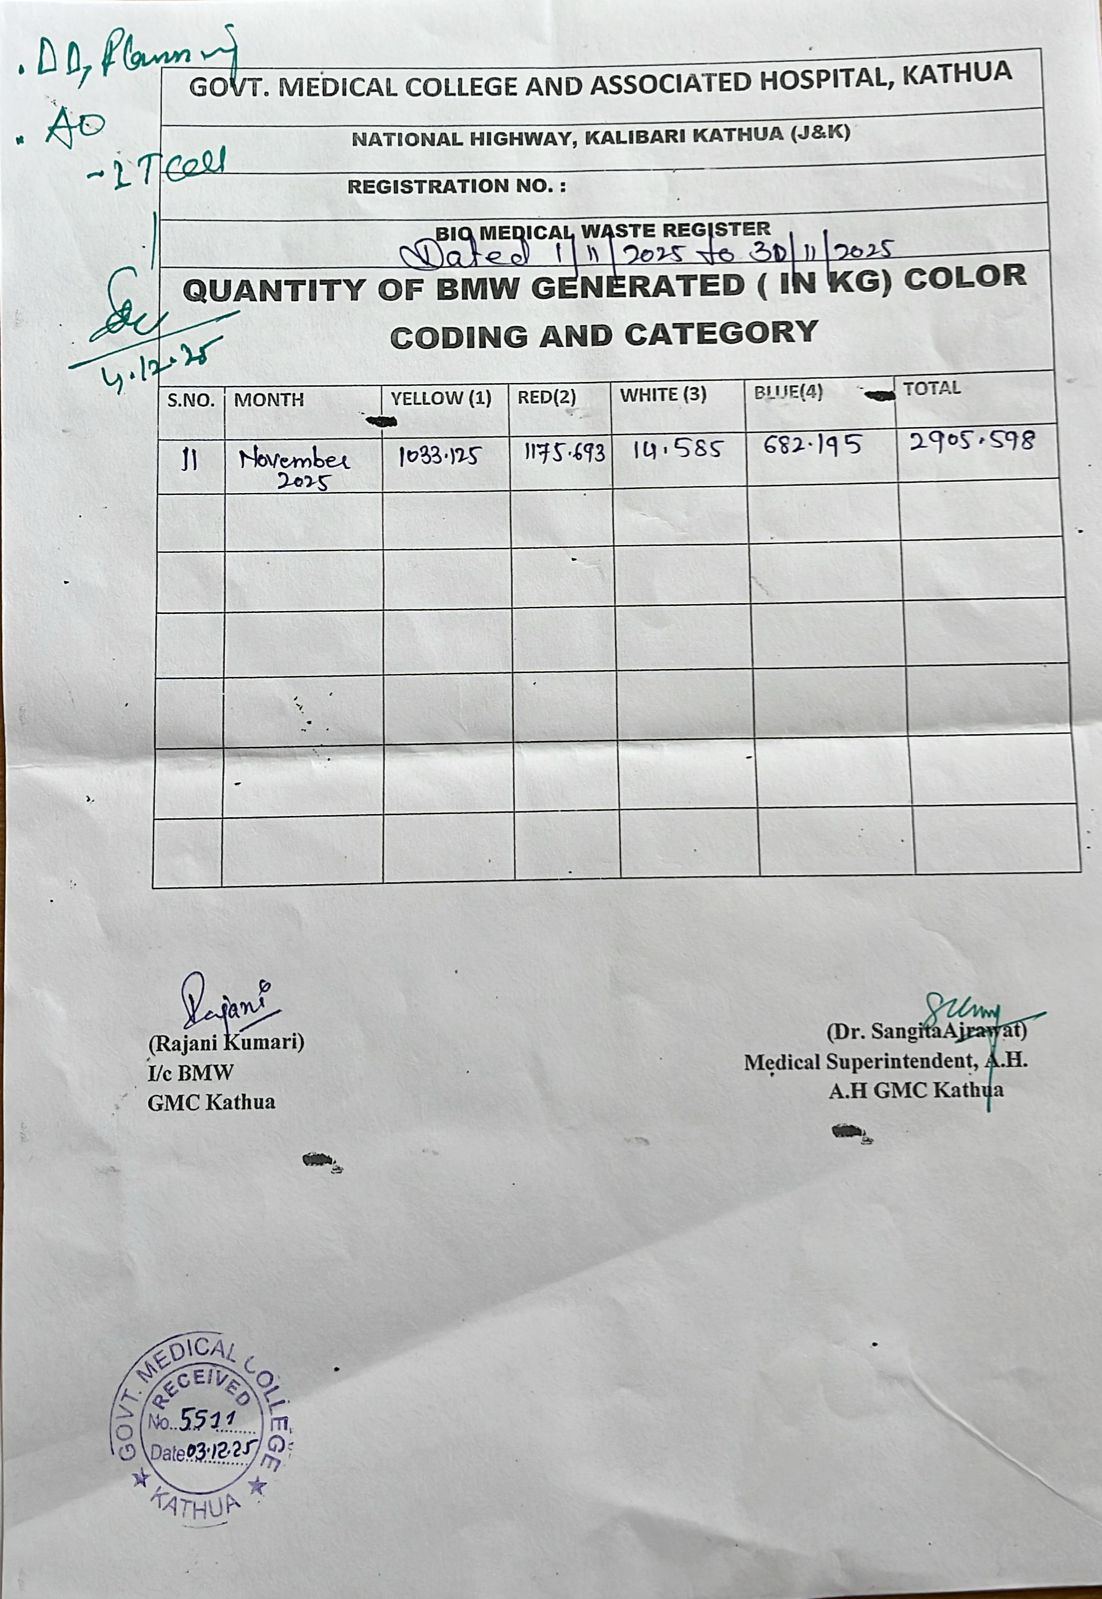 . DD, Planning
. AO
- IT Cell
4.12.25
GOVT. MEDICAL COLLEGE AND ASSOCIATED HOSPITAL, KATHUA
NATIONAL HIGHWAY, KALIBARI KATHUA (J&K)
REGISTRATION NO. :
BIO MEDICAL WASTE REGISTER
Dated 1/11/2025 to 30/11/2025
QUANTITY OF BMW GENERATED ( IN KG) COLOR
CODING AND CATEGORY
S.NO. MONTH YELLOW (1) RED(2) WHITE (3) BLUE(4) TOTAL
11 November 2025 1033.125 1175.693 14.585 682.195 2905.598
Rajani
(Rajani Kumari)
I/c BMW
GMC Kathua
(Dr. SangitaAjrawat)
Medical Superintendent, A.H.
A.H GMC Kathua
GOVT. MEDICAL COLLEGE
RECEIVED
No. 5511
Date 03.12.25
KATHUA